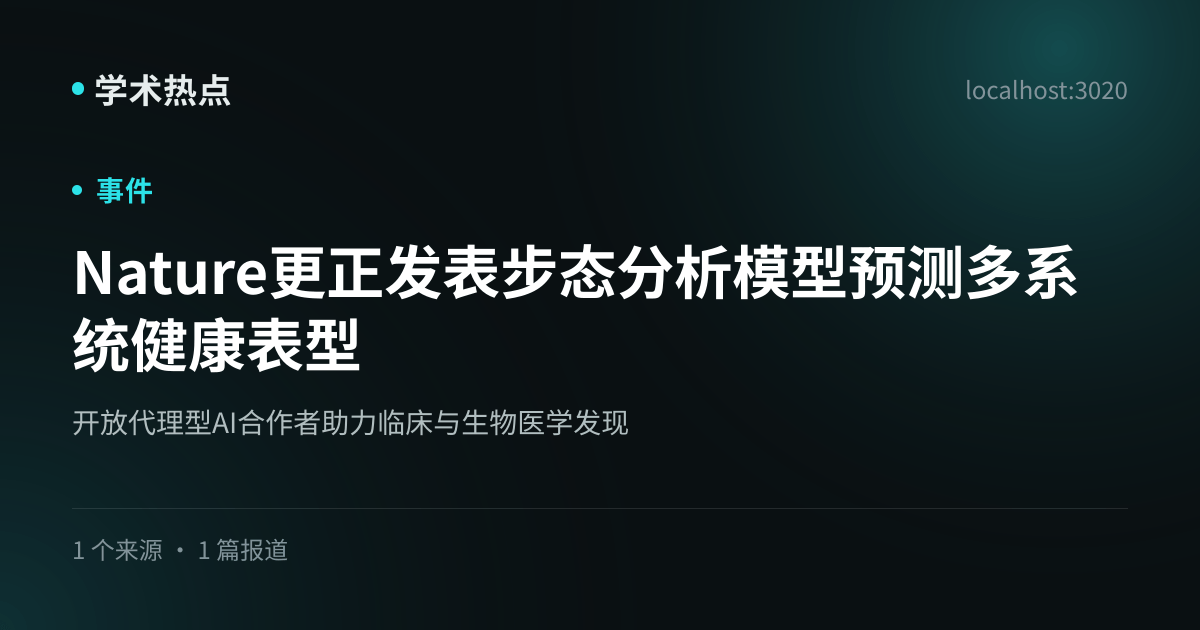 学术热点
localhost:3020
事件
Nature更正发表步态分析模型预测多系
统健康表型
开放代理型AI合作者助力临床与生物医学发现
1 个来源 · 1 篇报道